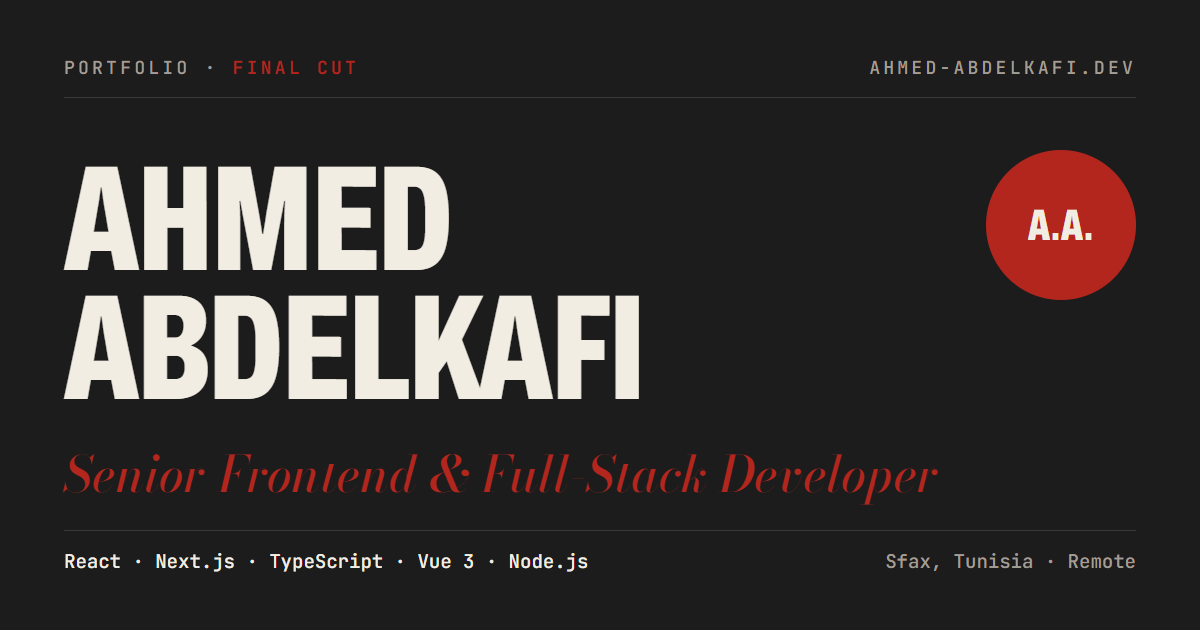 PORTFOLIO · FINAL CUT
AHMED-ABDELKAFI.DEV
AHMED
ABDELKAFI
A.A.
Senior Frontend & Full-Stack Developer
React · Next.js · TypeScript · Vue 3 · Node.js
Sfax, Tunisia · Remote